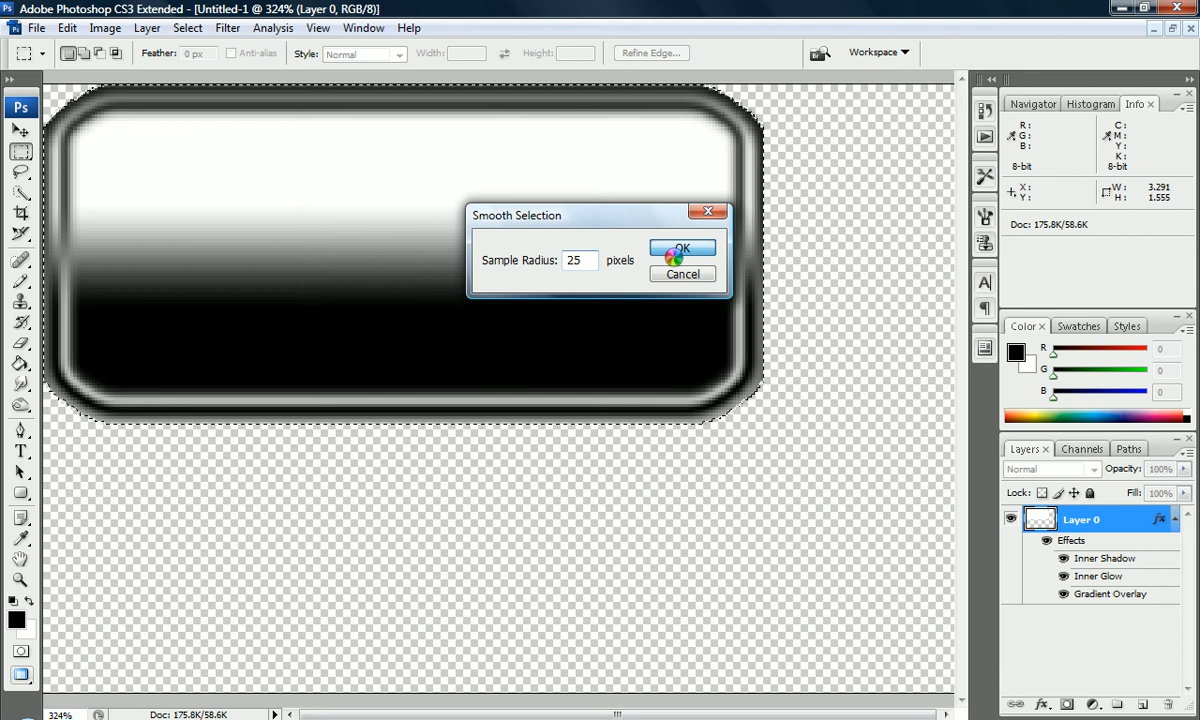 Ps Adobe Photoshop CS3 Extended - [Untitled-1 @ 324% (Layer 0, RGB/8)]
File Edit Image Layer Select Filter Analysis View Window Help
Feather: 0 px Anti-alias Style: Normal Width: Height: Refine Edge... Workspace
Ps
Navigator Histogram Info
R: C:
G: M:
B: Y:
K:
8-bit 8-bit
X: W: 3.291
Y: H: 1.555
Doc: 175.8K/58.6K
Smooth Selection
Sample Radius: 25 pixels
OK
Cancel
Color Swatches Styles
R 0
G 0
B 0
Layers Channels Paths
Normal Opacity: 100%
Lock: Fill: 100%
Layer 0 fx
Effects
Inner Shadow
Inner Glow
Gradient Overlay
324% Doc: 175.8K/58.6K